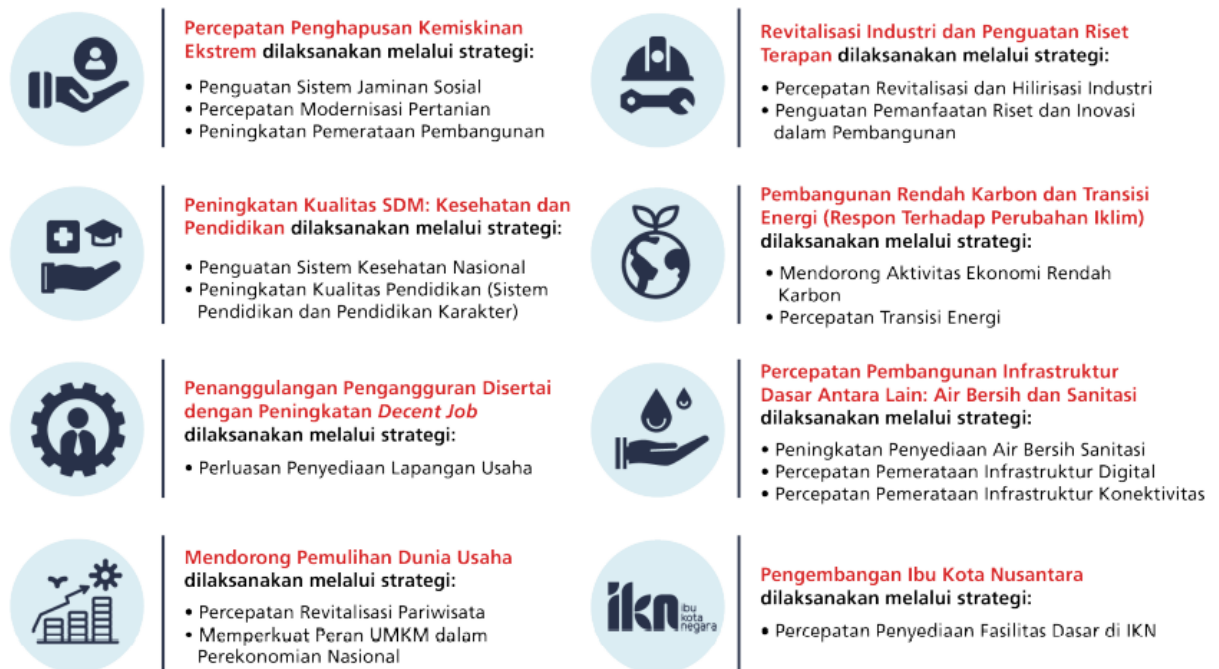 Percepatan Penghapusan Kemiskinan
Ekstrem dilaksanakan melalui strategi:
• Penguatan Sistem Jaminan Sosial
• Percepatan Modernisasi Pertanian
• Peningkatan Pemerataan Pembangunan
Peningkatan Kualitas SDM: Kesehatan dan
Pendidikan dilaksanakan melalui strategi:
• Penguatan Sistem Kesehatan Nasional
• Peningkatan Kualitas Pendidikan (Sistem
Pendidikan dan Pendidikan Karakter)
Penanggulangan Pengangguran Disertai
dengan Peningkatan Decent Job
dilaksanakan melalui strategi:
• Perluasan Penyediaan Lapangan Usaha
Mendorong Pemulihan Dunia Usaha
dilaksanakan melalui strategi:
• Percepatan Revitalisasi Pariwisata
• Memperkuat Peran UMKM dalam
Perekonomian Nasional
Revitalisasi Industri dan Penguatan Riset
Terapan dilaksanakan melalui strategi:
• Percepatan Revitalisasi dan Hilirisasi Industri
• Penguatan Pemanfaatan Riset dan Inovasi
dalam Pembangunan
Pembangunan Rendah Karbon dan Transisi
Energi (Respon Terhadap Perubahan Iklim)
dilaksanakan melalui strategi:
• Mendorong Aktivitas Ekonomi Rendah
Karbon
• Percepatan Transisi Energi
Percepatan Pembangunan Infrastruktur
Dasar Antara Lain: Air Bersih dan Sanitasi
dilaksanakan melalui strategi:
• Peningkatan Penyediaan Air Bersih Sanitasi
• Percepatan Pemerataan Infrastruktur Digital
• Percepatan Pemerataan Infrastruktur Konektivitas
ikn ibu
kota
negara
Pengembangan Ibu Kota Nusantara
dilaksanakan melalui strategi:
• Percepatan Penyediaan Fasilitas Dasar di IKN